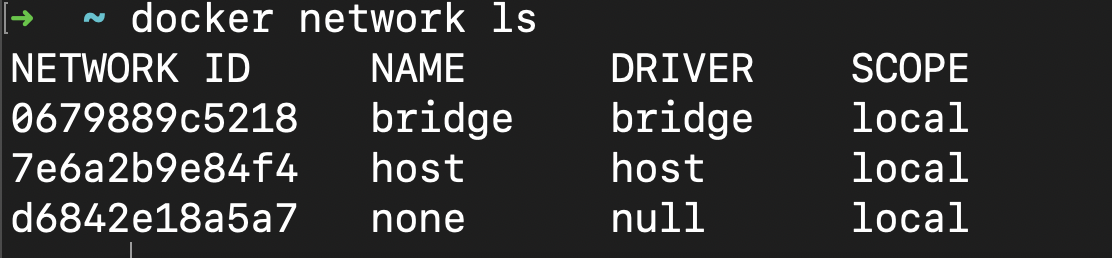 [➜ ~ docker network ls
NETWORK ID NAME DRIVER SCOPE
0679889c5218 bridge bridge local
7e6a2b9e84f4 host host local
d6842e18a5a7 none null local